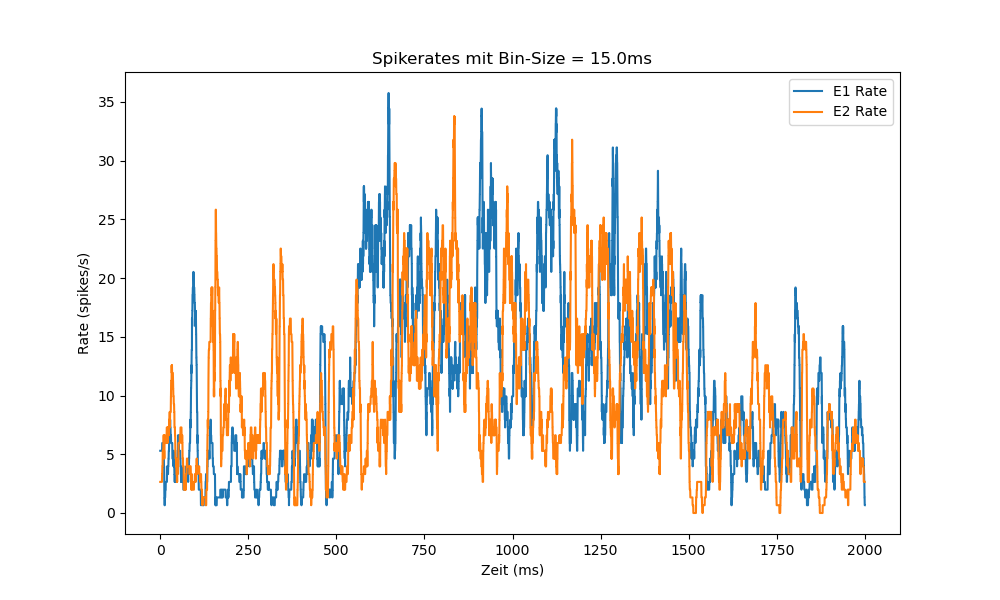 Spikerates mit Bin-Size = 15.0ms
E1 Rate
E2 Rate
Rate (spikes/s)
35
30
25
20
15
10
5
0
0 250 500 750 1000 1250 1500 1750 2000
Zeit (ms)